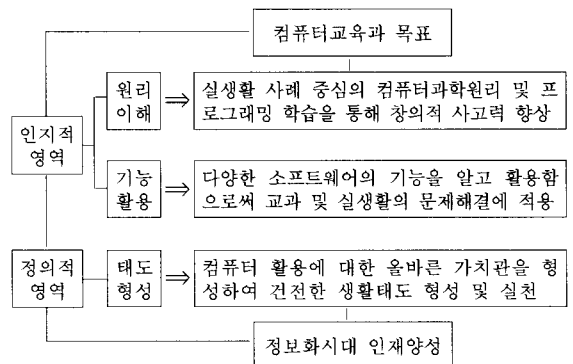 컴퓨터교육과 목표
원리
이해
실생활 사례 중심의 컴퓨터과학원리 및 프
로그래밍 학습을 통해 창의적 사고력 향상
인지적
영역
기능
활용
다양한 소프트웨어의 기능을 알고 활용함
으로써 교과 및 실생활의 문제해결에 적용
정의적
영역
태도
형성
컴퓨터 활용에 대한 올바른 가치관을 형
성하여 건전한 생활태도 형성 및 실천
정보화시대 인재양성